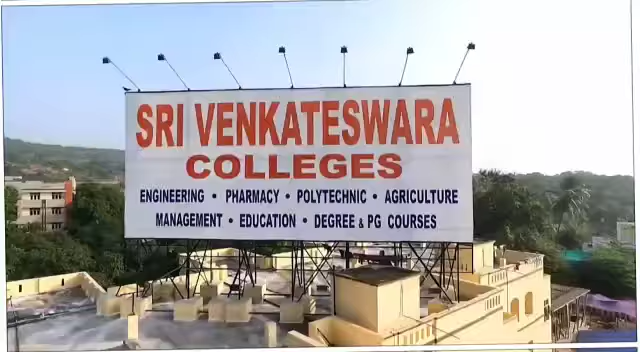 SRI VENKATESWARA
COLLEGES
ENGINEERING • PHARMACY • POLYTECHNIC • AGRICULTURE
MANAGEMENT • EDUCATION • DEGREE & PG COURSES